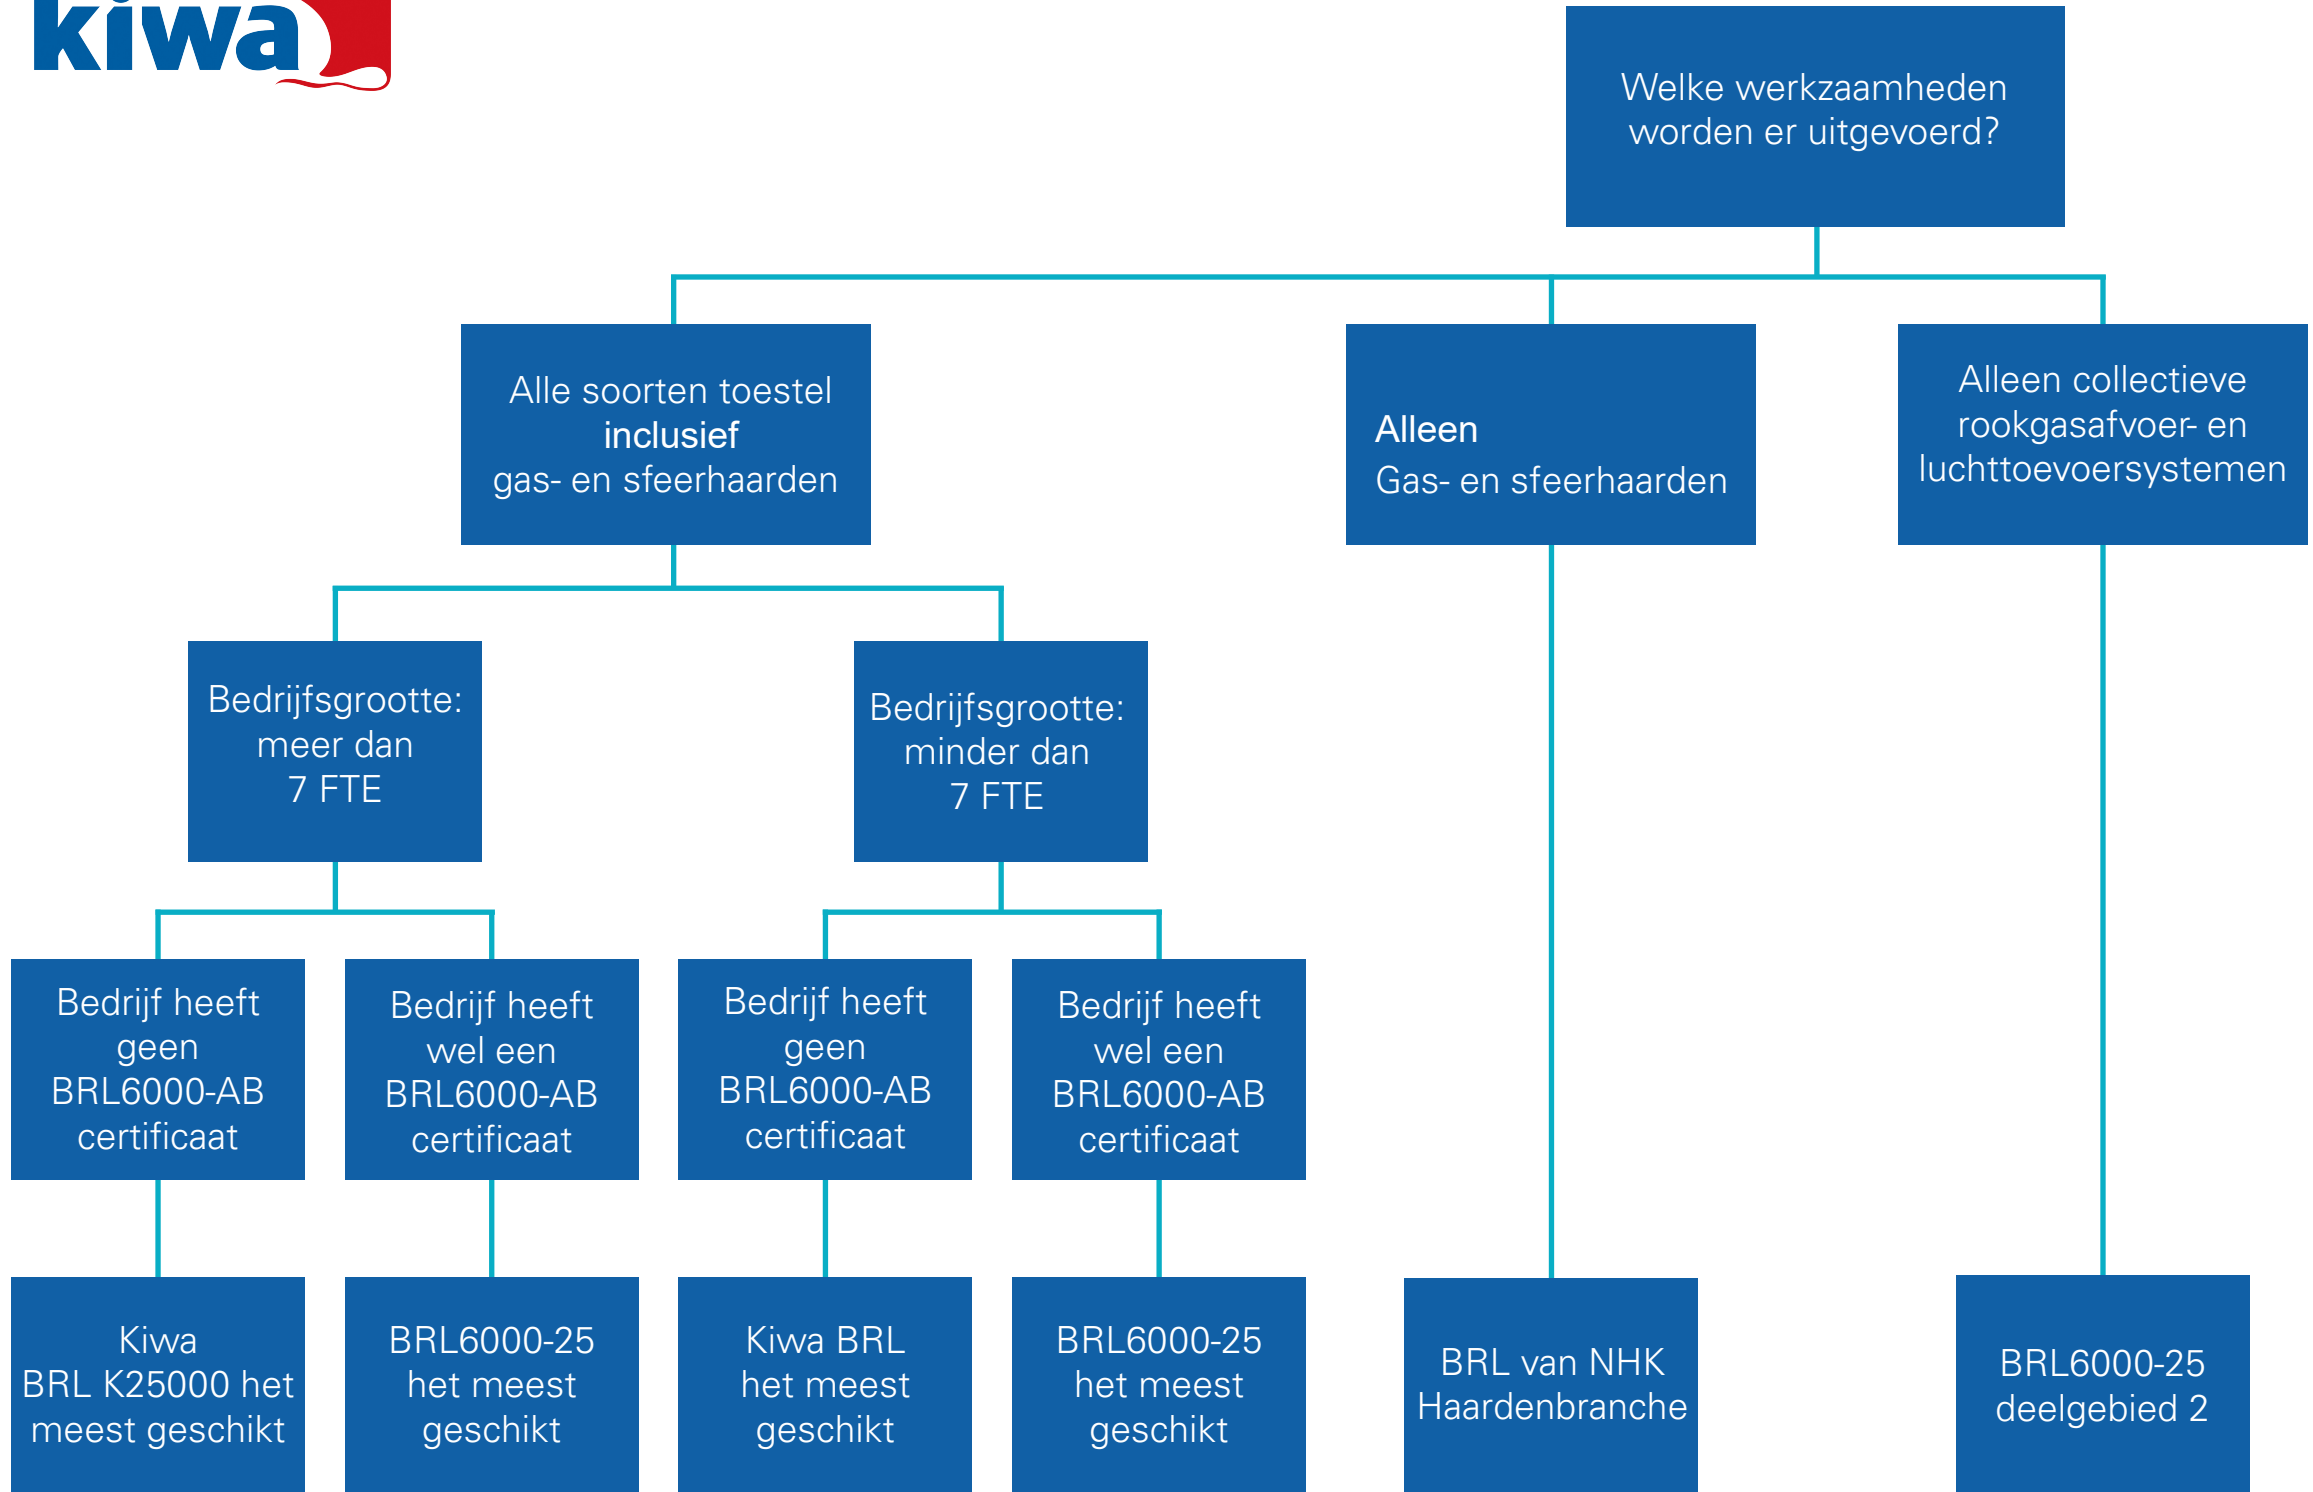 kiwa
Welke werkzaamheden
worden er uitgevoerd?
Alle soorten toestel
inclusief
gas- en sfeerhaarden
Alleen
Gas- en sfeerhaarden
Alleen collectieve
rookgasafvoer- en
luchttoevoersystemen
Bedrijfsgrootte:
meer dan
7 FTE
Bedrijfsgrootte:
minder dan
7 FTE
Bedrijf heeft
geen
BRL6000-AB
certificaat
Bedrijf heeft
wel een
BRL6000-AB
certificaat
Bedrijf heeft
geen
BRL6000-AB
certificaat
Bedrijf heeft
wel een
BRL6000-AB
certificaat
Kiwa
BRL K25000 het
meest geschikt
BRL6000-25
het meest
geschikt
Kiwa BRL
het meest
geschikt
BRL6000-25
het meest
geschikt
BRL van NHK
Haardenbranche
BRL6000-25
deelgebied 2